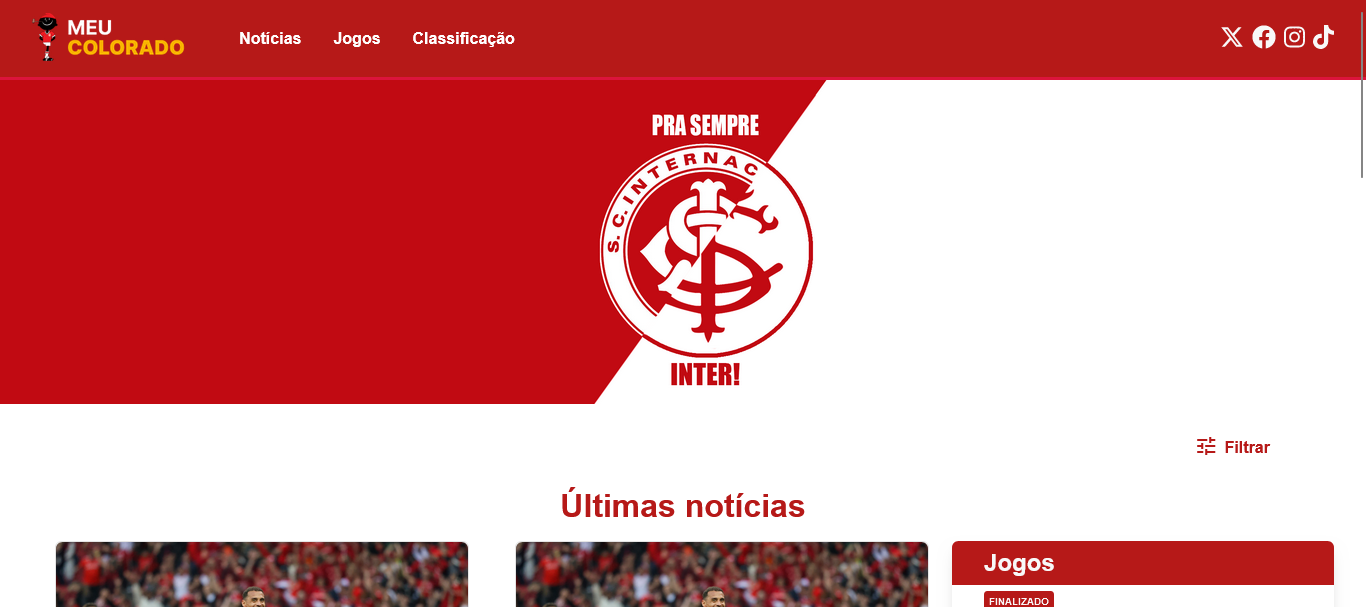 MEU
COLORADO
Notícias
Jogos
Classificação
PRA SEMPRE
S. C. INTERNAC
INTER!
Filtrar
Últimas notícias
Jogos
FINALIZADO